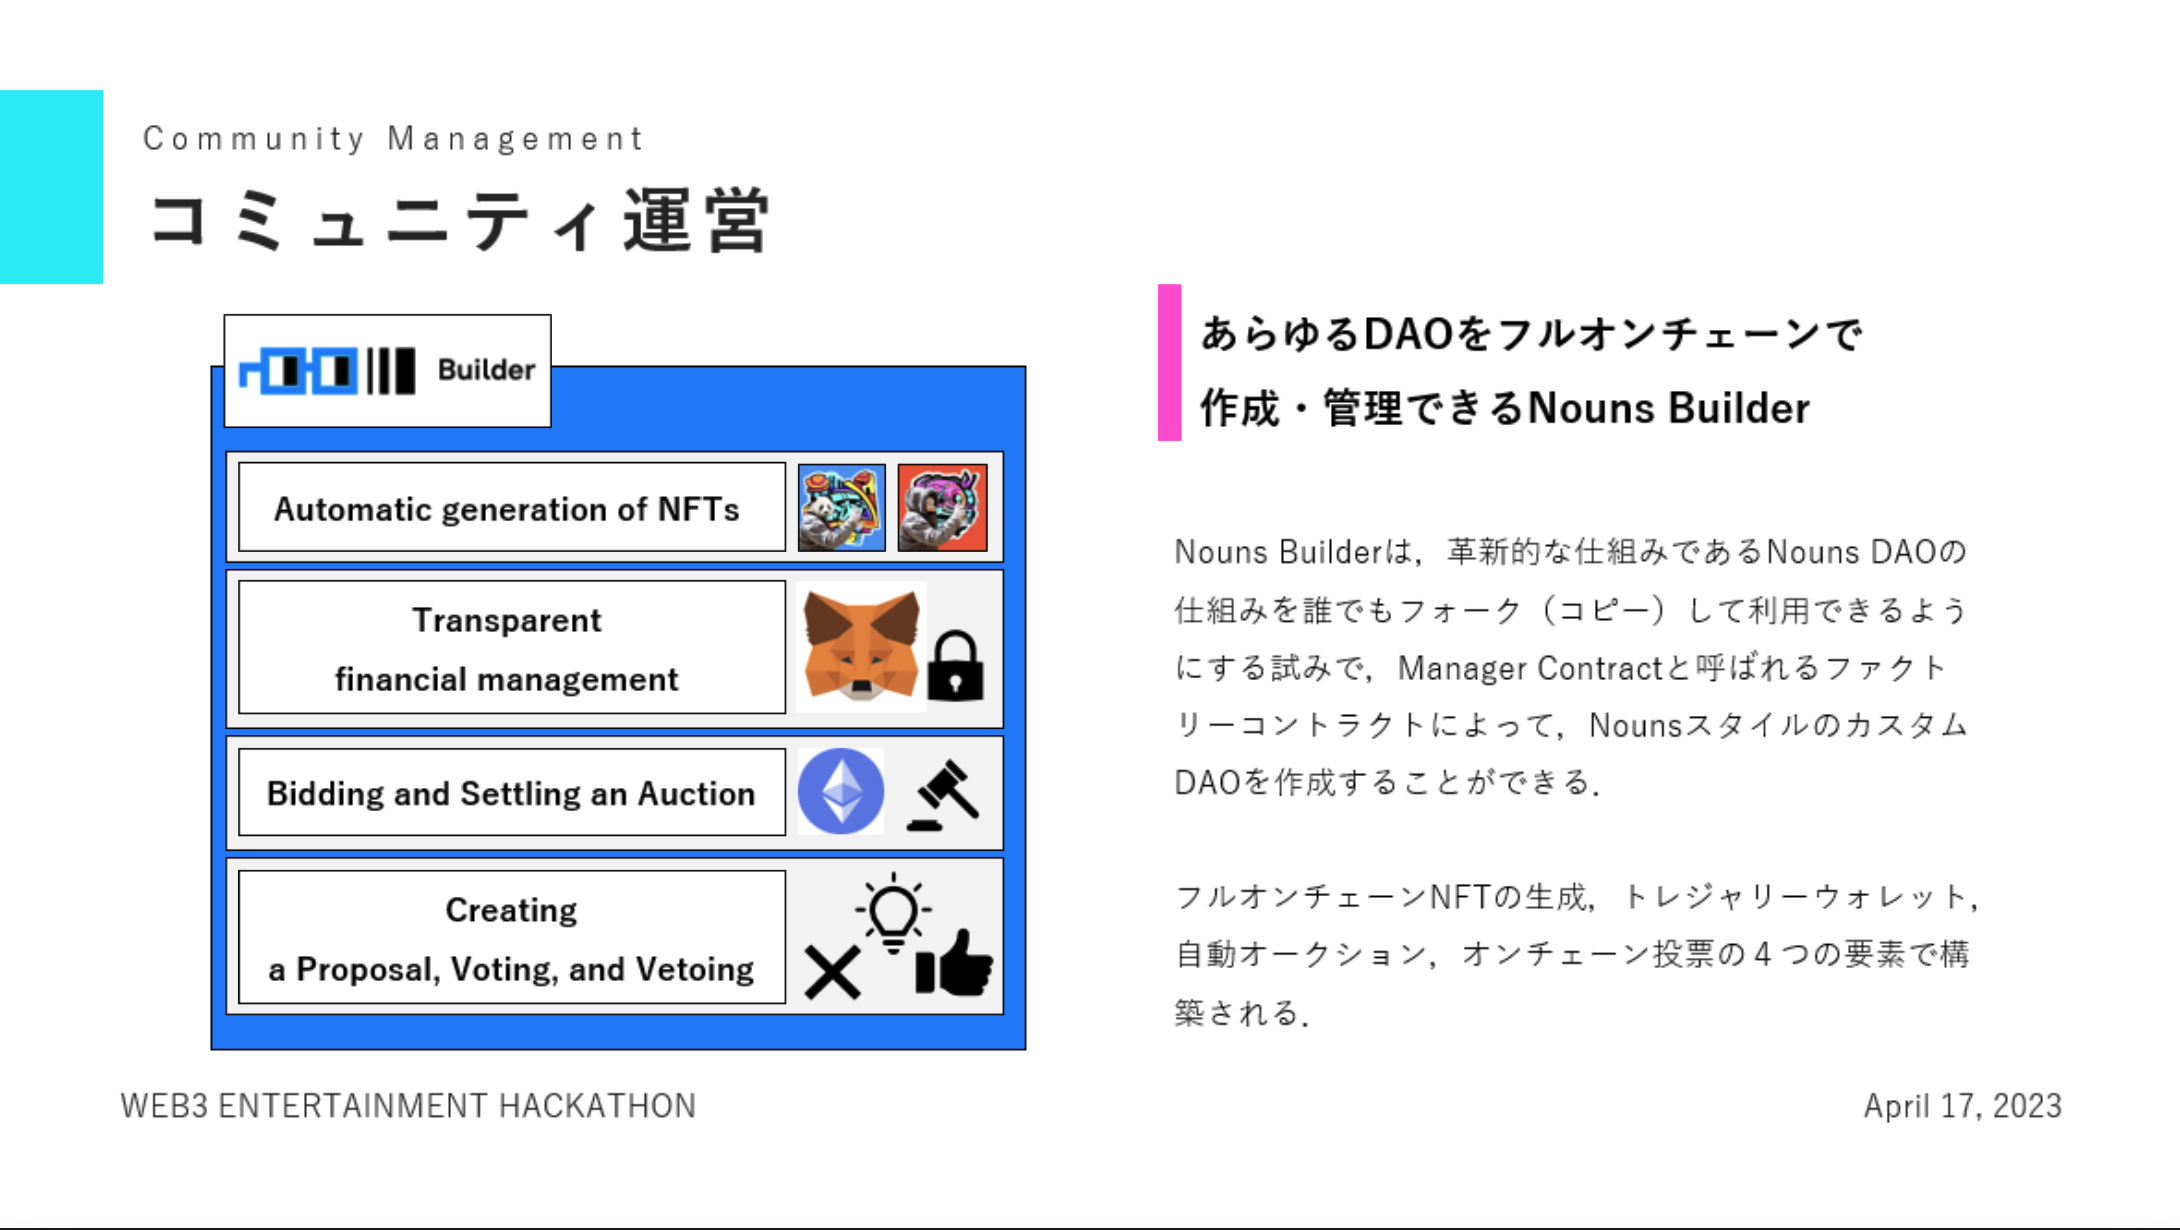 Community Management
コミュニティ運営
Builder
Automatic generation of NFTs
Transparent
financial management
Bidding and Settling an Auction
Creating
a Proposal, Voting, and Vetoing
あらゆるDAOをフルオンチェーンで
作成・管理できるNouns Builder
Nouns Builderは，革新的な仕組みであるNouns DAOの
仕組みを誰でもフォーク（コピー）して利用できるよう
にする試みで，Manager Contractと呼ばれるファクト
リーコントラクトによって，Nounsスタイルのカスタム
DAOを作成することができる．
フルオンチェーンNFTの生成，トレジャリーウォレット，
自動オークション，オンチェーン投票の４つの要素で構
築される．
WEB3 ENTERTAINMENT HACKATHON
April 17, 2023